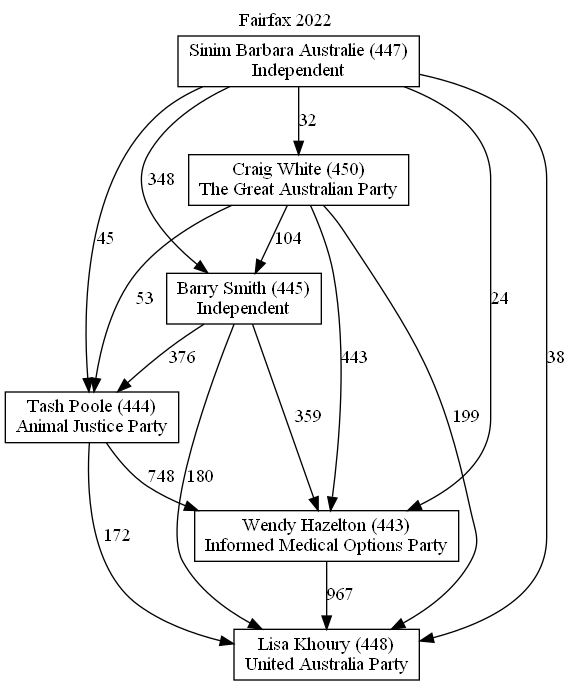 Fairfax 2022
Sinim Barbara Australie (447)
Independent
32
Craig White (450)
The Great Australian Party
348
45
53
104
24
38
Barry Smith (445)
Independent
376
443
359
199
Tash Poole (444)
Animal Justice Party
748
180
172
Wendy Hazelton (443)
Informed Medical Options Party
967
Lisa Khoury (448)
United Australia Party